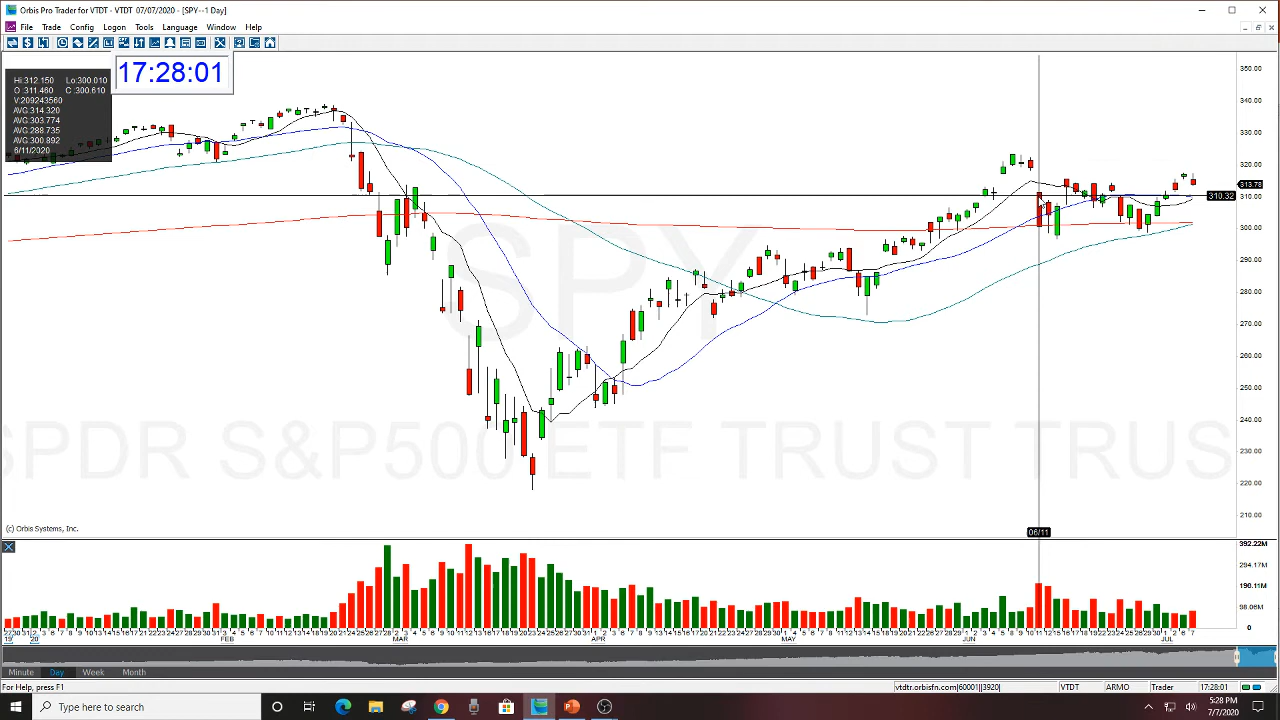 Orbis Pro Trader for VTDT - VTDT 07/07/2020 - [SPY--1 Day]
File Trade Config Logon Tools Language Window Help
17:28:01
Hi:312.150 Lo:300.010
O :311.460 C :300.610
V:209243560
AVG:314.320
AVG:303.774
AVG:288.735
AVG:300.892
6/11/2020
350.00
340.00
330.00
320.00
313.78
310.32
310.00
300.00
290.00
280.00
270.00
260.00
250.00
240.00
230.00
220.00
210.00
SPY
SPDR S&P500 ETF TRUST TRUST
(c) Orbis Systems, Inc.
06/11
392.22M
294.17M
98.06M
0
FEB MAR APR MAY JUN JUL
Minute Day Week Month
For Help, press F1
vtdtr.orbisfn.com|60001||3920| VTDT ARMO Trader 17:28:01
Type here to search
5:28 PM
7/7/2020